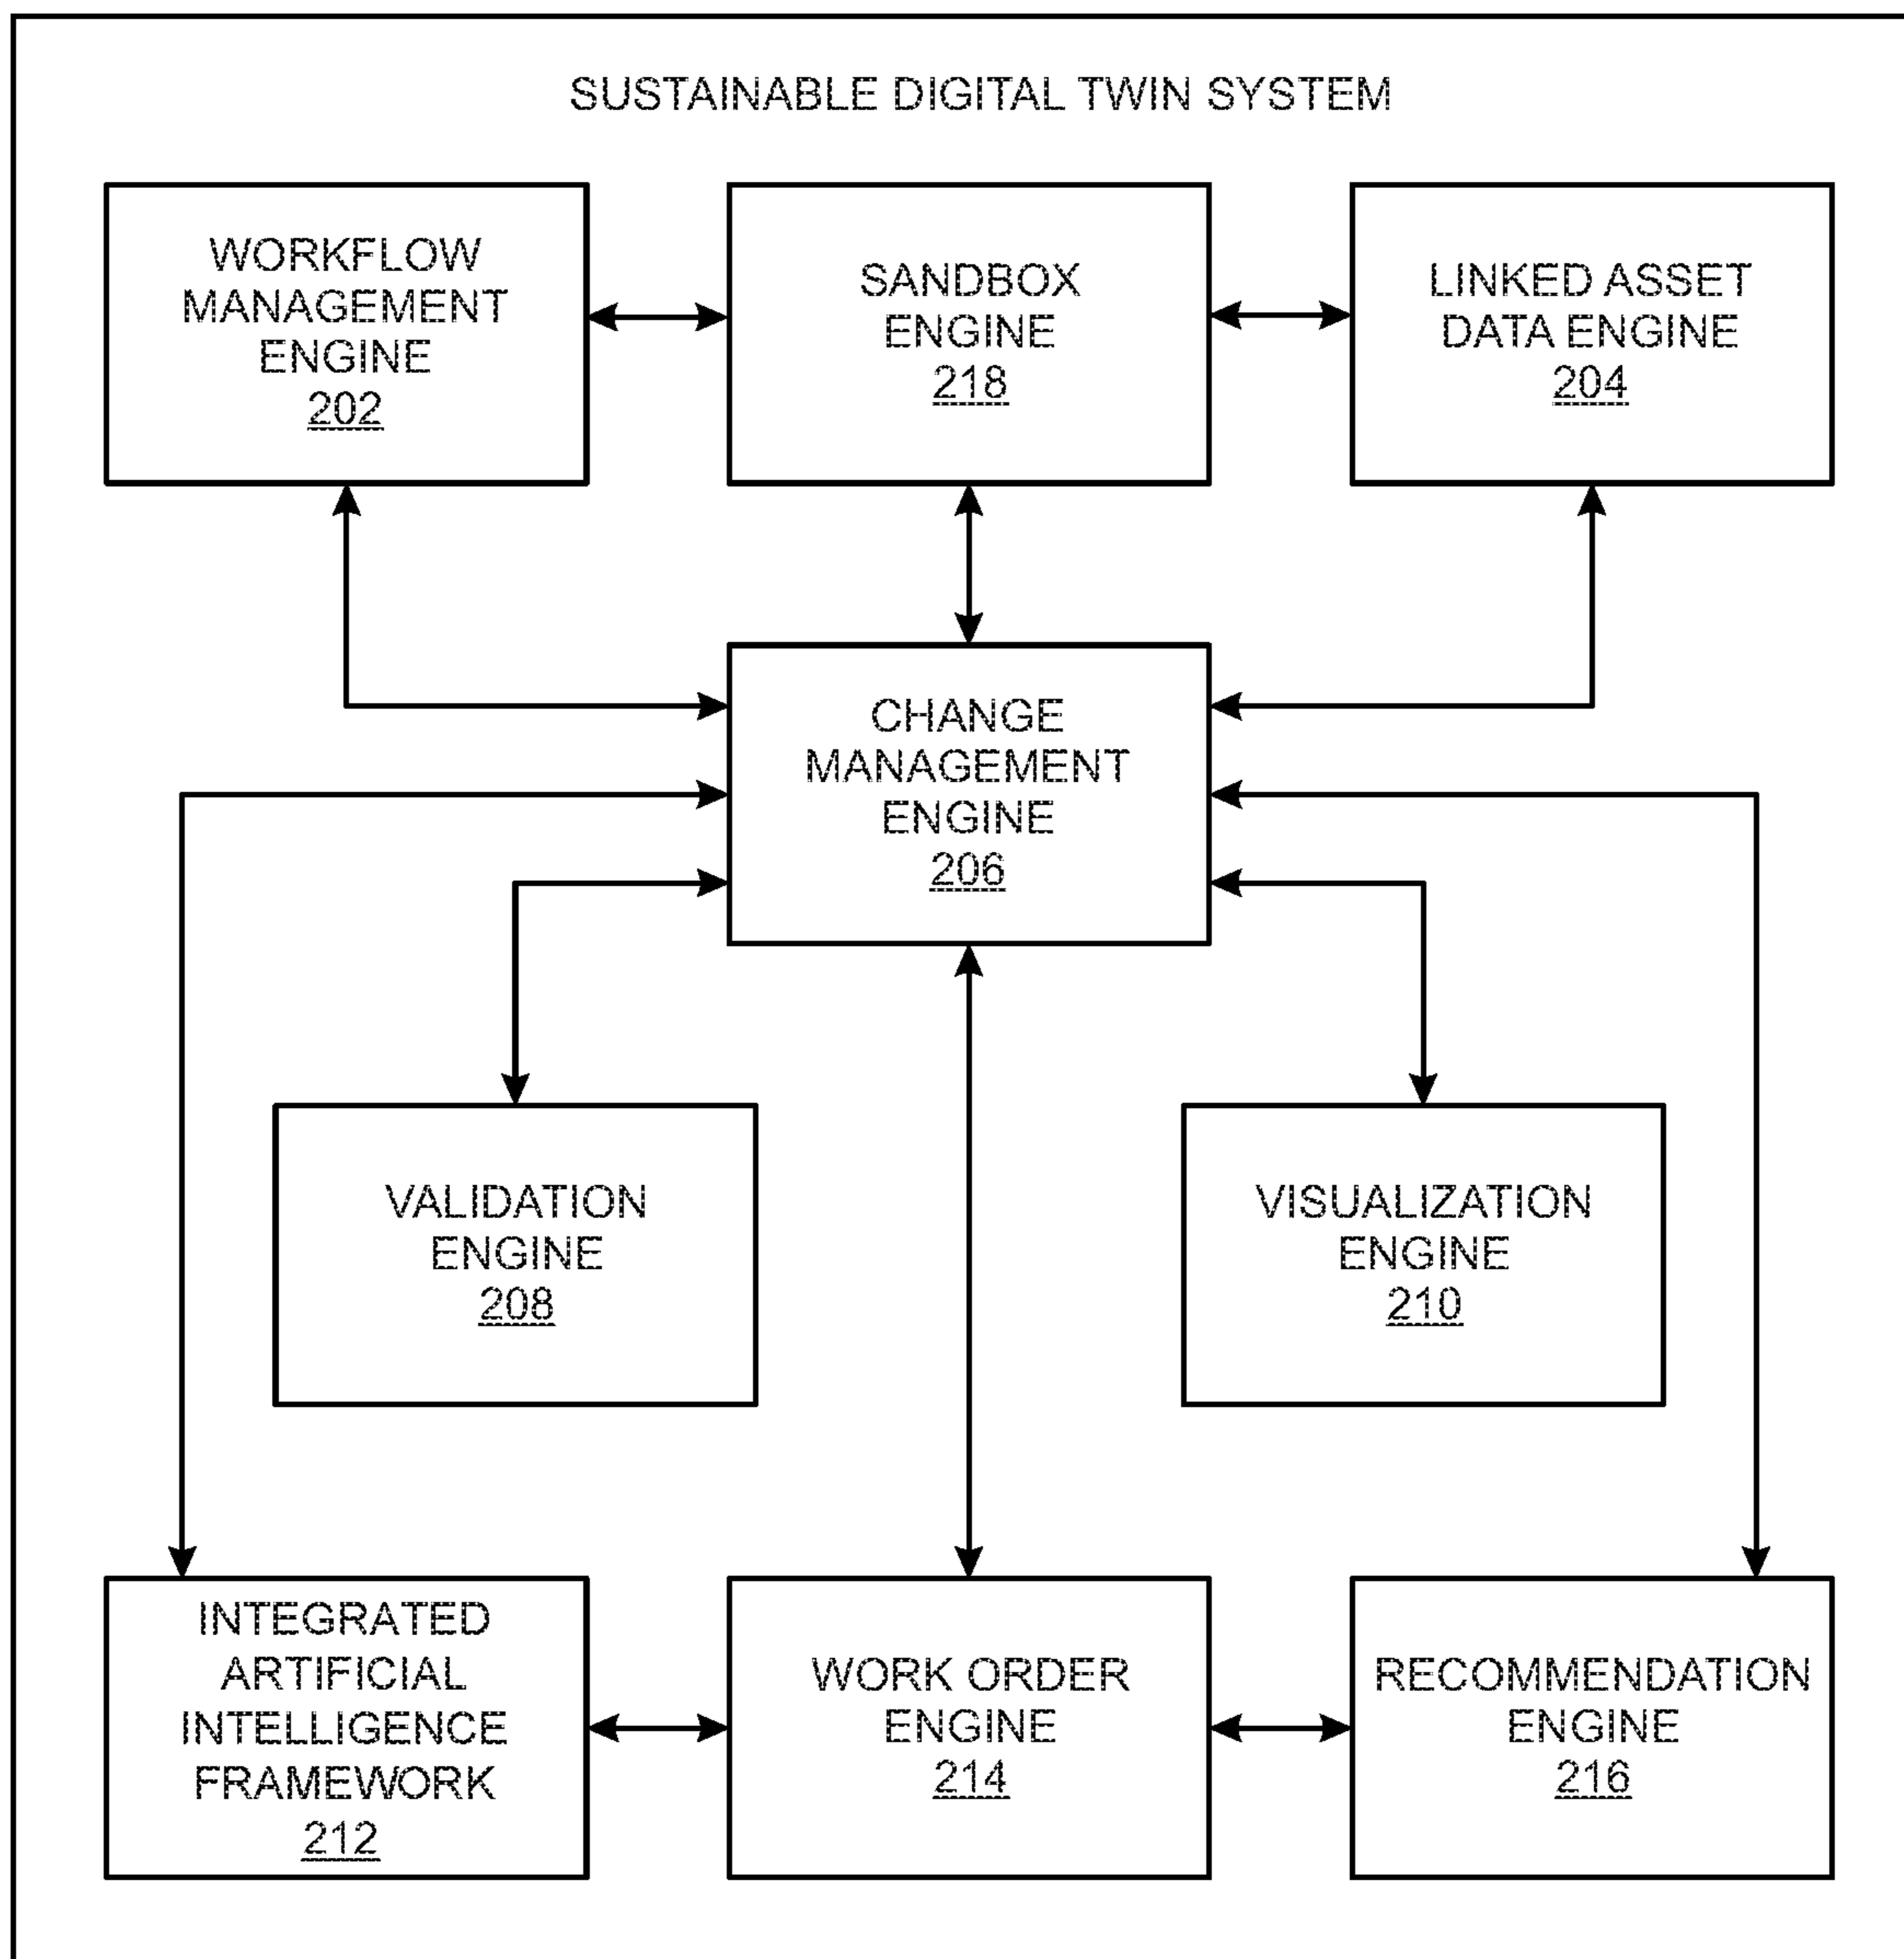 SUSTAINABLE DIGITAL TWIN SYSTEM
WORKFLOW
MANAGEMENT
ENGINE
202
SANDBOX
ENGINE
218
LINKED ASSET
DATA ENGINE
204
CHANGE
MANAGEMENT
ENGINE
206
VALIDATION
ENGINE
208
VISUALIZATION
ENGINE
210
INTEGRATED
ARTIFICIAL
INTELLIGENCE
FRAMEWORK
212
WORK ORDER
ENGINE
214
RECOMMENDATION
ENGINE
216